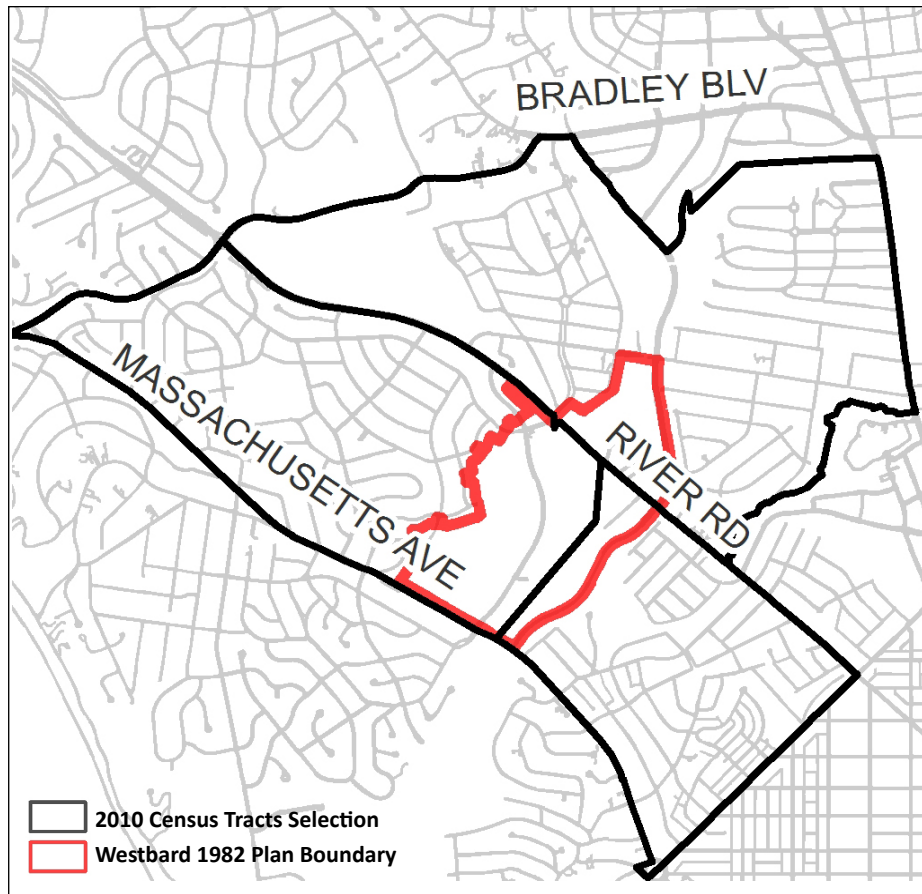 BRADLEY BLV
MASSACHUSETTS AVE
RIVER RD
2010 Census Tracts Selection
Westbard 1982 Plan Boundary